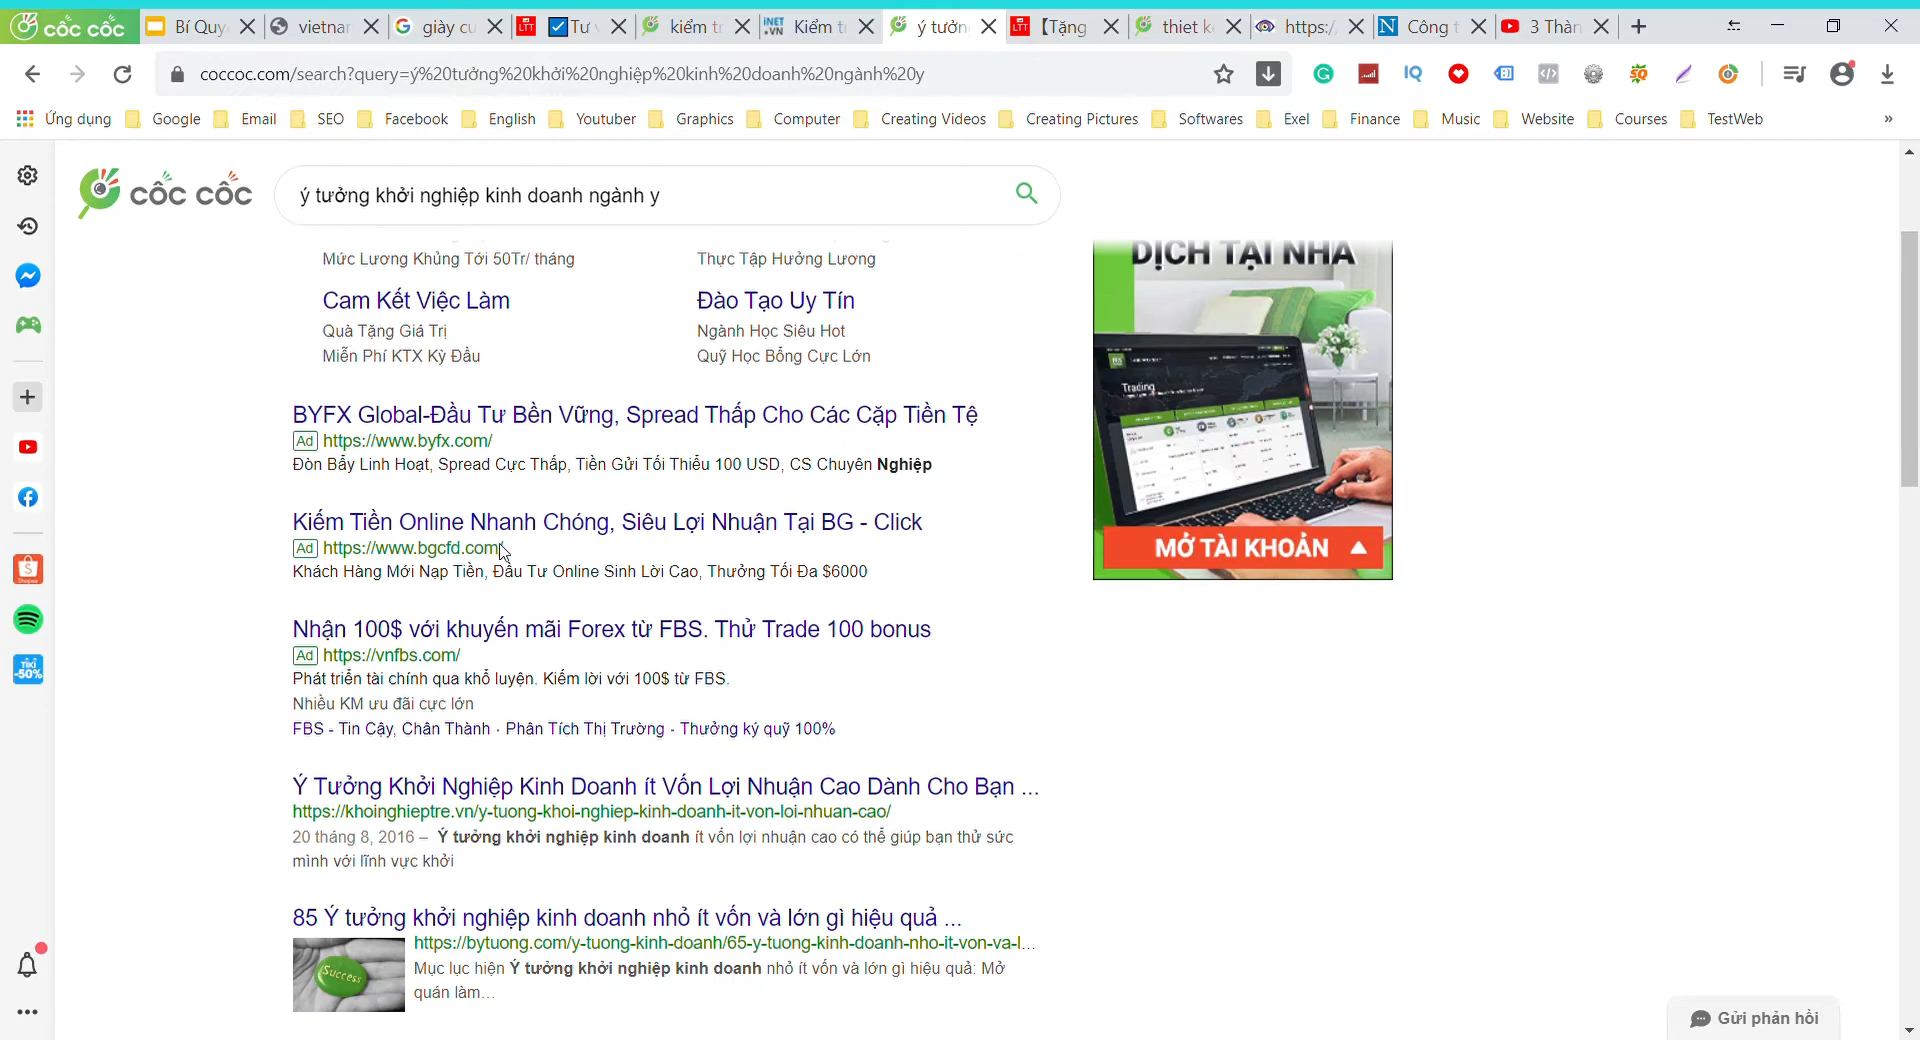 cốc cốc
Bí Quy
vietnar
giày cu
LTT
Tư v
kiểm tr
iNET
.VN
Kiểm tr
ý tưởn
LTT
【Tặng
thiet k
https:/
Công t
3 Thàn
coccoc.com/search?query=ý%20tưởng%20khởi%20nghiệp%20kinh%20doanh%20ngành%20y
Ứng dụng
Google
Email
SEO
Facebook
English
Youtuber
Graphics
Computer
Creating Videos
Creating Pictures
Softwares
Exel
Finance
Music
Website
Courses
TestWeb
»
cốc cốc
ý tưởng khởi nghiệp kinh doanh ngành y
Mức Lương Khủng Tới 50Tr/ tháng
Thực Tập Hưởng Lương
Cam Kết Việc Làm
Đào Tạo Uy Tín
Quà Tặng Giá Trị
Ngành Học Siêu Hot
Miễn Phí KTX Kỳ Đầu
Quỹ Học Bổng Cực Lớn
BYFX Global-Đầu Tư Bền Vững, Spread Thấp Cho Các Cặp Tiền Tệ
Ad https://www.byfx.com/
Đòn Bẩy Linh Hoạt, Spread Cực Thấp, Tiền Gửi Tối Thiểu 100 USD, CS Chuyên Nghiệp
Kiếm Tiền Online Nhanh Chóng, Siêu Lợi Nhuận Tại BG - Click
Ad https://www.bgcfd.com/
Khách Hàng Mới Nạp Tiền, Đầu Tư Online Sinh Lời Cao, Thưởng Tối Đa $6000
Nhận 100$ với khuyến mãi Forex từ FBS. Thử Trade 100 bonus
Ad https://vnfbs.com/
Phát triển tài chính qua khổ luyện. Kiếm lời với 100$ từ FBS.
Nhiều KM ưu đãi cực lớn
FBS - Tin Cậy, Chân Thành · Phân Tích Thị Trường - Thưởng ký quỹ 100%
Ý Tưởng Khởi Nghiệp Kinh Doanh ít Vốn Lợi Nhuận Cao Dành Cho Bạn ...
https://khoinghieptre.vn/y-tuong-khoi-nghiep-kinh-doanh-it-von-loi-nhuan-cao/
20 tháng 8, 2016 – Ý tưởng khởi nghiệp kinh doanh ít vốn lợi nhuận cao có thể giúp bạn thử sức
mình với lĩnh vực khởi
85 Ý tưởng khởi nghiệp kinh doanh nhỏ ít vốn và lớn gì hiệu quả ...
https://bytuong.com/y-tuong-kinh-doanh/65-y-tuong-kinh-doanh-nho-it-von-va-l...
Mục lục hiện Ý tưởng khởi nghiệp kinh doanh nhỏ ít vốn và lớn gì hiệu quả: Mở
quán làm...
Success
DỊCH TẠI NHÀ
Trading
MỞ TÀI KHOẢN
Shopee
TIKI
-50%
Gửi phản hồi